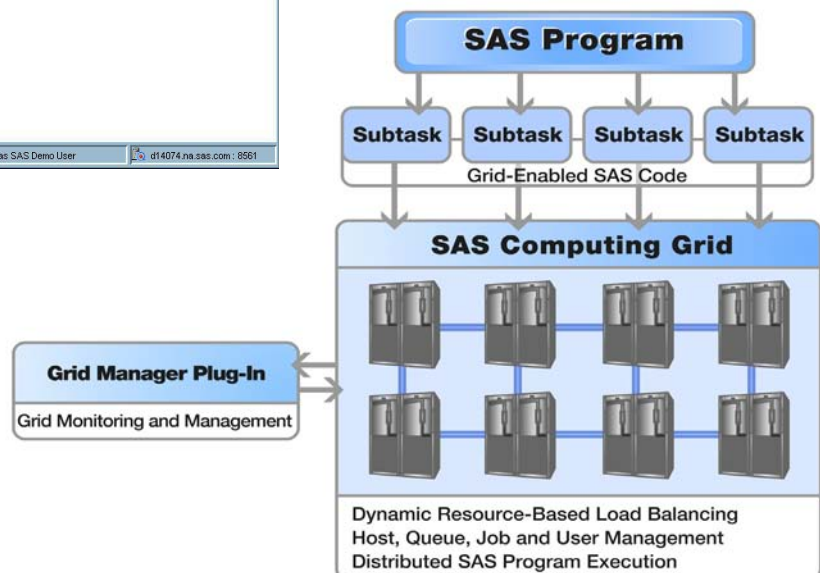 as SAS Demo User
d14074.na.sas.com : 8561
SAS Program
Subtask
Subtask
Subtask
Subtask
Grid-Enabled SAS Code
SAS Computing Grid
Grid Manager Plug-In
Grid Monitoring and Management
Dynamic Resource-Based Load Balancing
Host, Queue, Job and User Management
Distributed SAS Program Execution